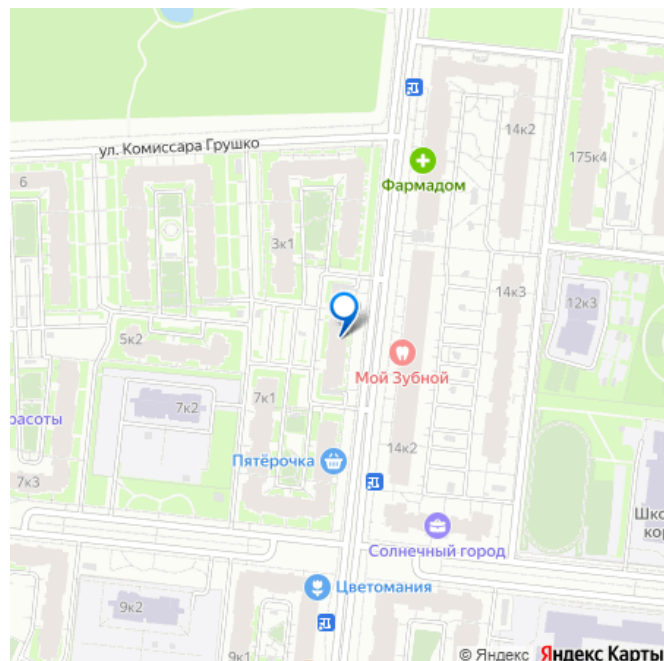 14к2
ул. Комиссара Грушко
175к4
Фармадом
6
3к1
14к3
12к3
5к2
Мой Зубной
7к1
7к2
расоты
14к2
Пятёрочка
7к3
Шко
кор
Солнечный город
Цветомания
9к2
9к1
© Яндекс Яндекс Карты